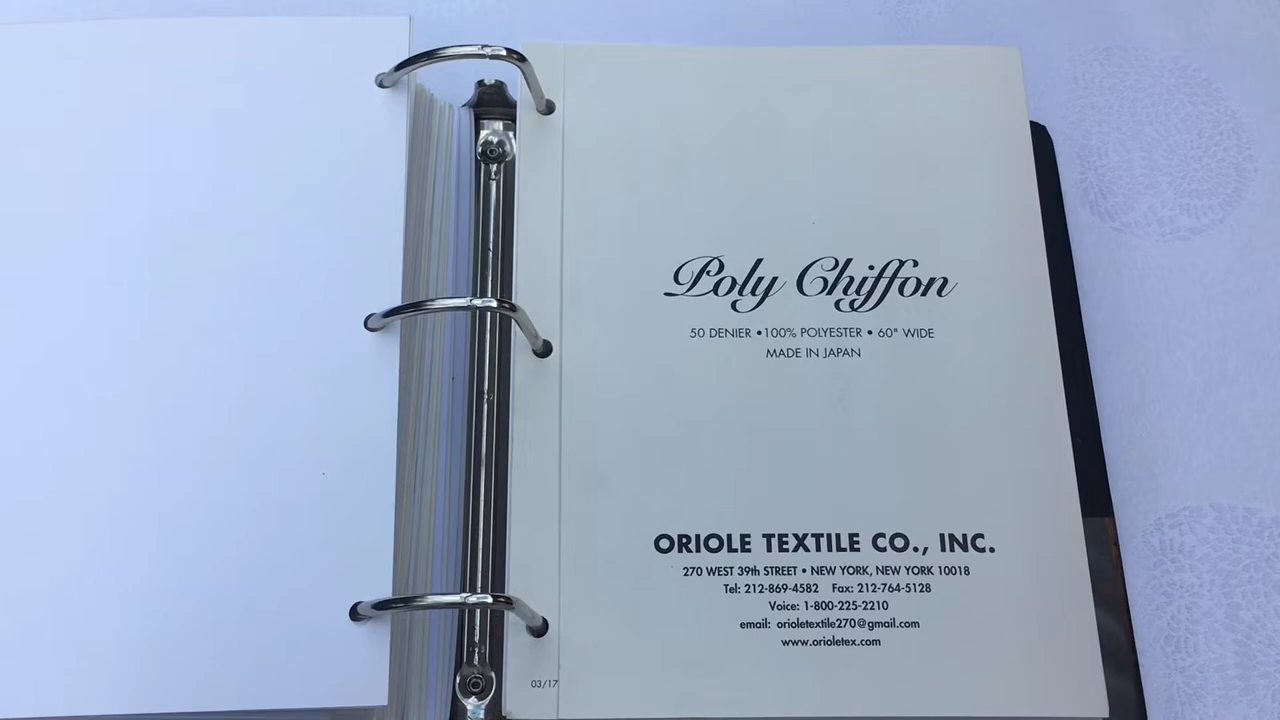 Poly Chiffon
50 DENIER •100% POLYESTER • 60" WIDE
MADE IN JAPAN
ORIOLE TEXTILE CO., INC.
270 WEST 39th STREET • NEW YORK, NEW YORK 10018
Tel: 212-869-4582 Fax: 212-764-5128
Voice: 1-800-225-2210
email: orioletextile270@gmail.com
www.orioletex.com
03/17